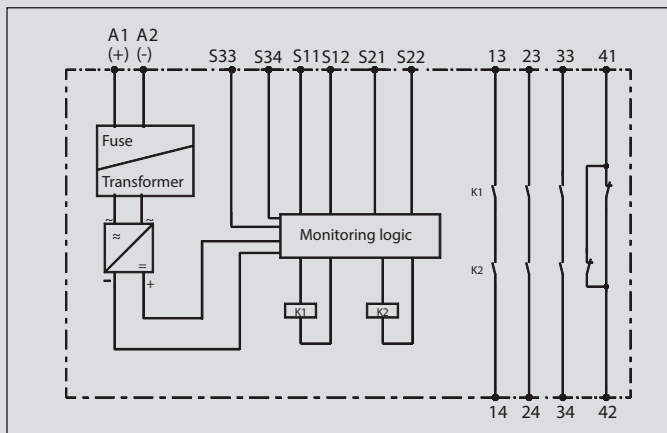 A1 A2
(+) (-) S33 S34 S11 S12 S21 S22 13 23 33 41
Fuse
Transformer
~ ~
≈
=
- +
Monitoring logic
K1 K2
K1
K2
14 24 34 42